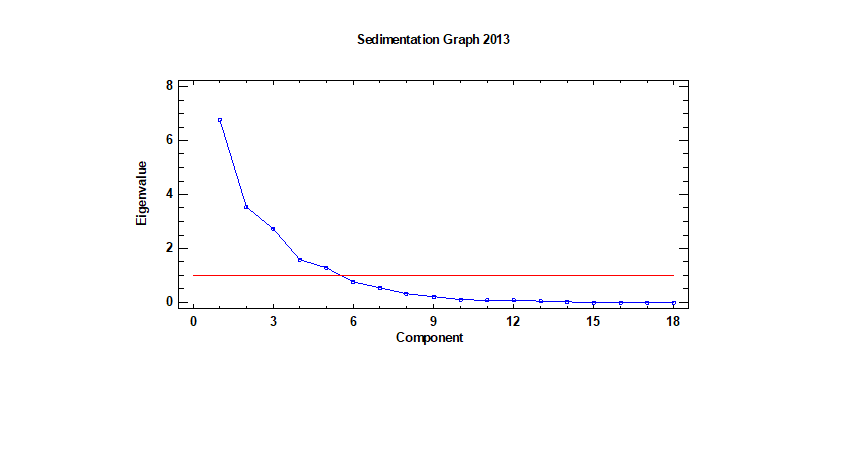 Sedimentation Graph 2013
8
6
4
2
0
Eigenvalue
0 3 6 9 12 15 18
Component